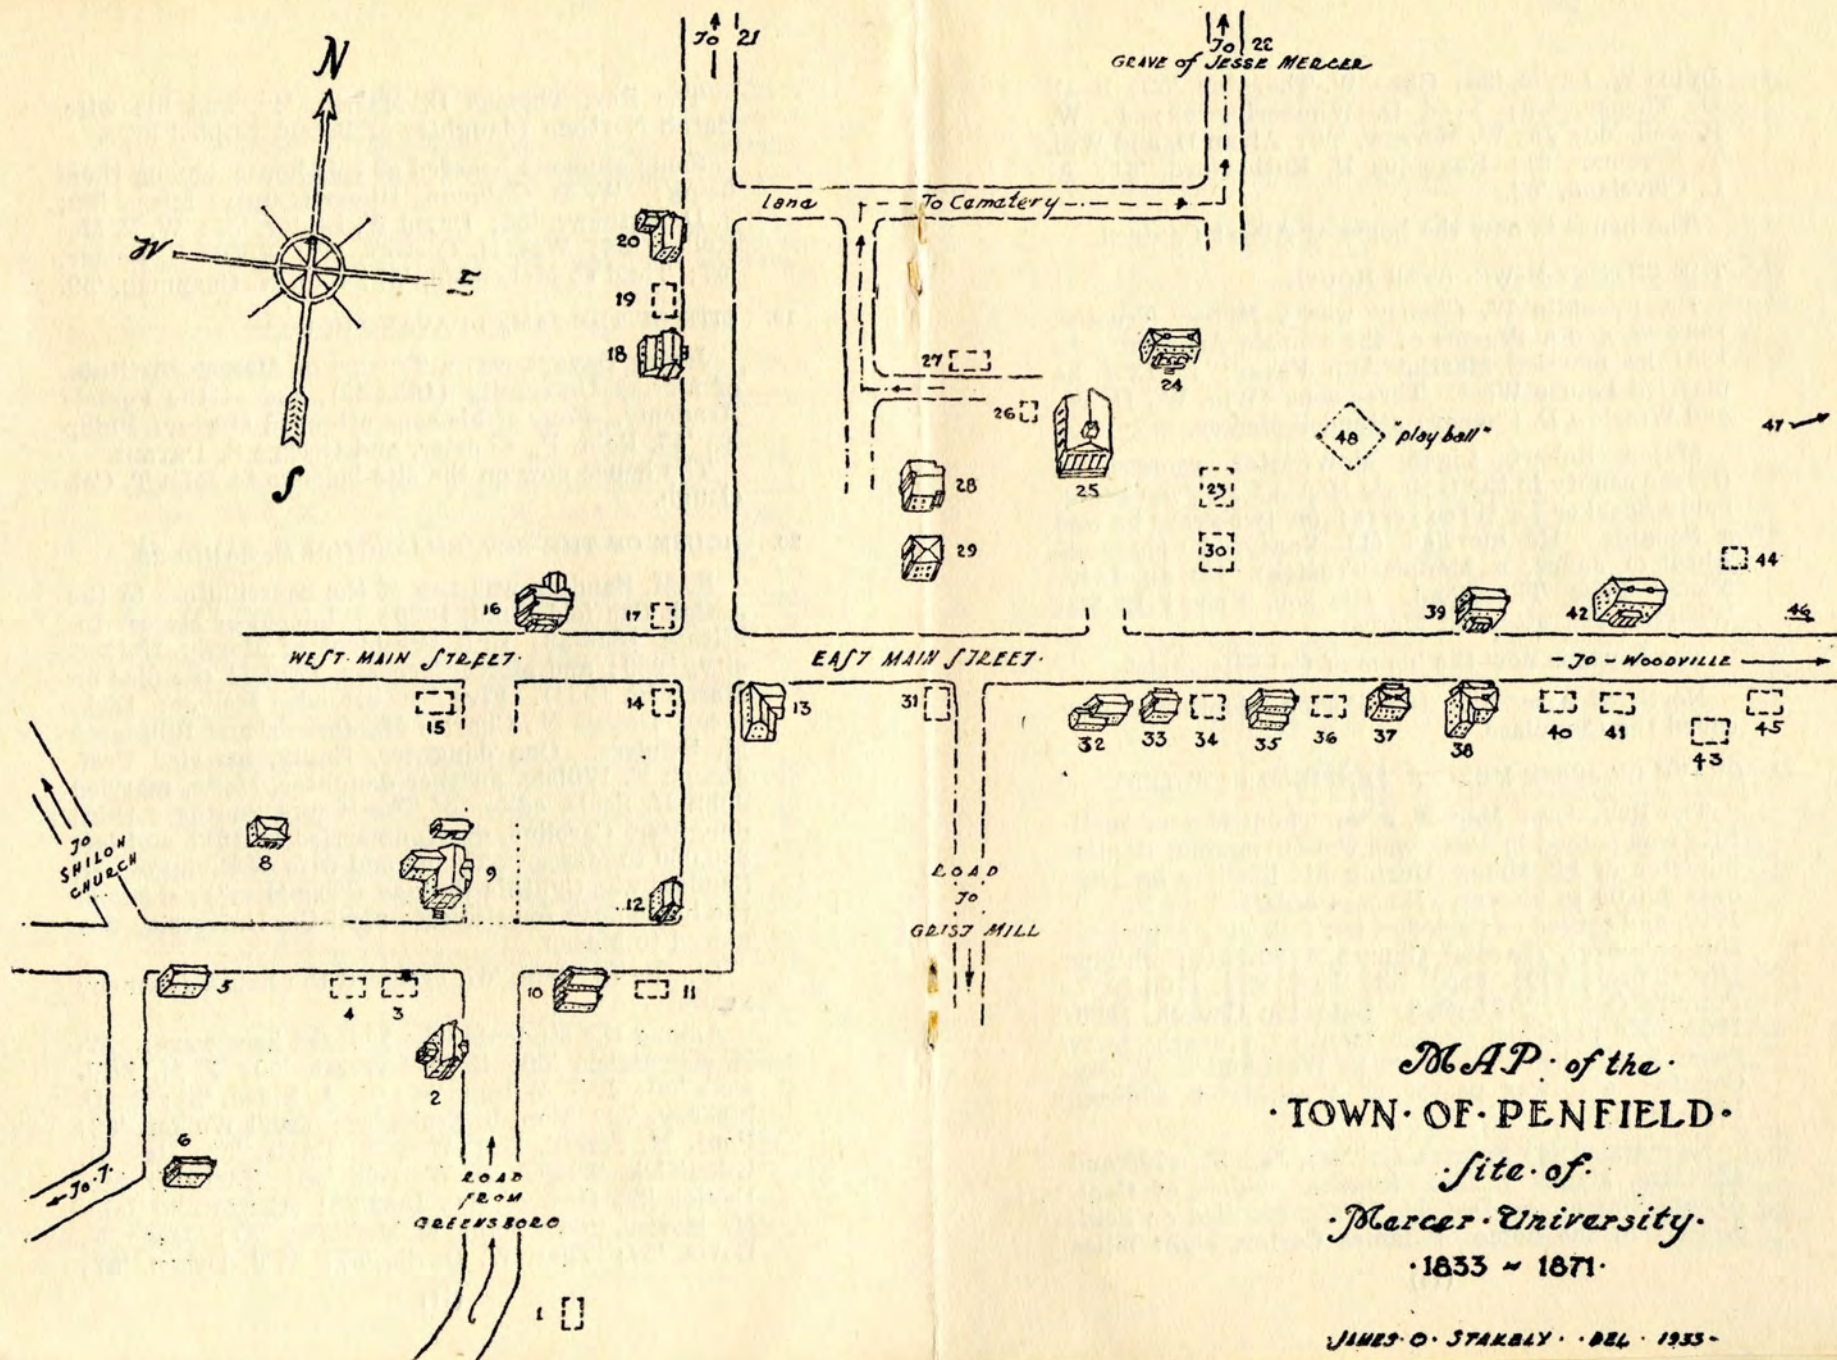 N
W
E
S
To 21
To 22
GRAVE of JESSE MERCER
lane
To Cematery
20
19
18
27
24
26
25
48
"play ball"
47
28
23
29
30
44
16
17
39
42
46
WEST MAIN STREET.
EAST MAIN STREET.
-TO-WOODVILLE
15
14
13
31
32
33
34
35
36
37
38
40
41
43
45
TO
SHILOH
CHURCH
8
9
12
ROAD
TO
GRIST MILL
5
4
3
10
11
2
6
To 7.
ROAD
FROM
GREENSBORO
1
MAP · of the ·
· TOWN · OF · PENFIELD ·
· Site · of ·
· Mercer · University ·
· 1833 ~ 1871 ·
JAMES · O · STAKELY · · DEL · 1933 -